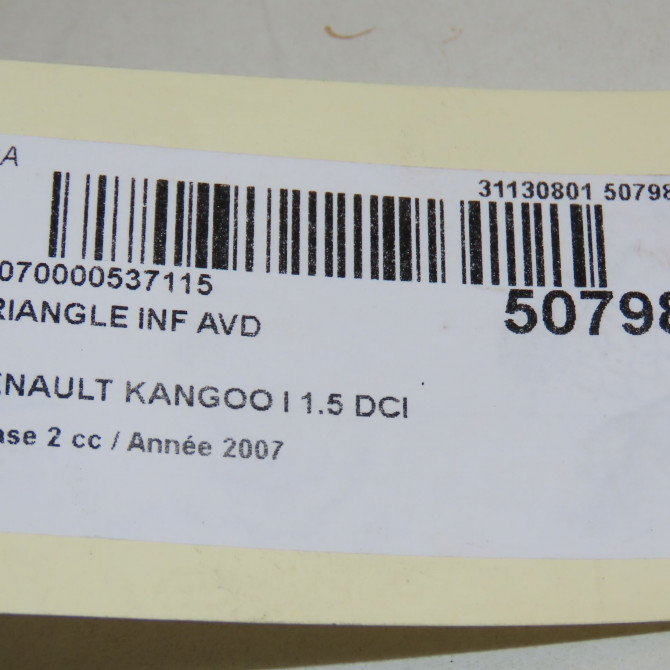 A
31130801 50798
070000537115
RIANGLE INF AVD
50798
ENAULT KANGOO I 1.5 DCI
ase 2 cc / Année 2007